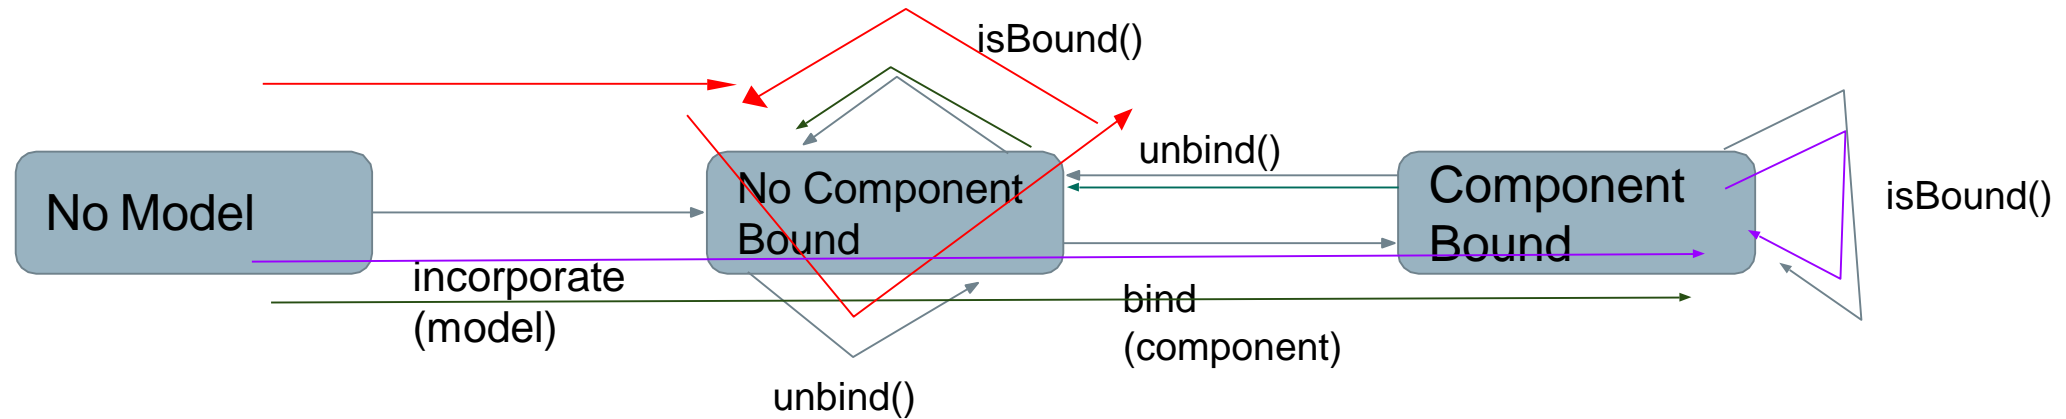 isBound()
unbind()
No Model
No Component
Bound
Component
Bound
isBound()
incorporate
(model)
bind
(component)
unbind()